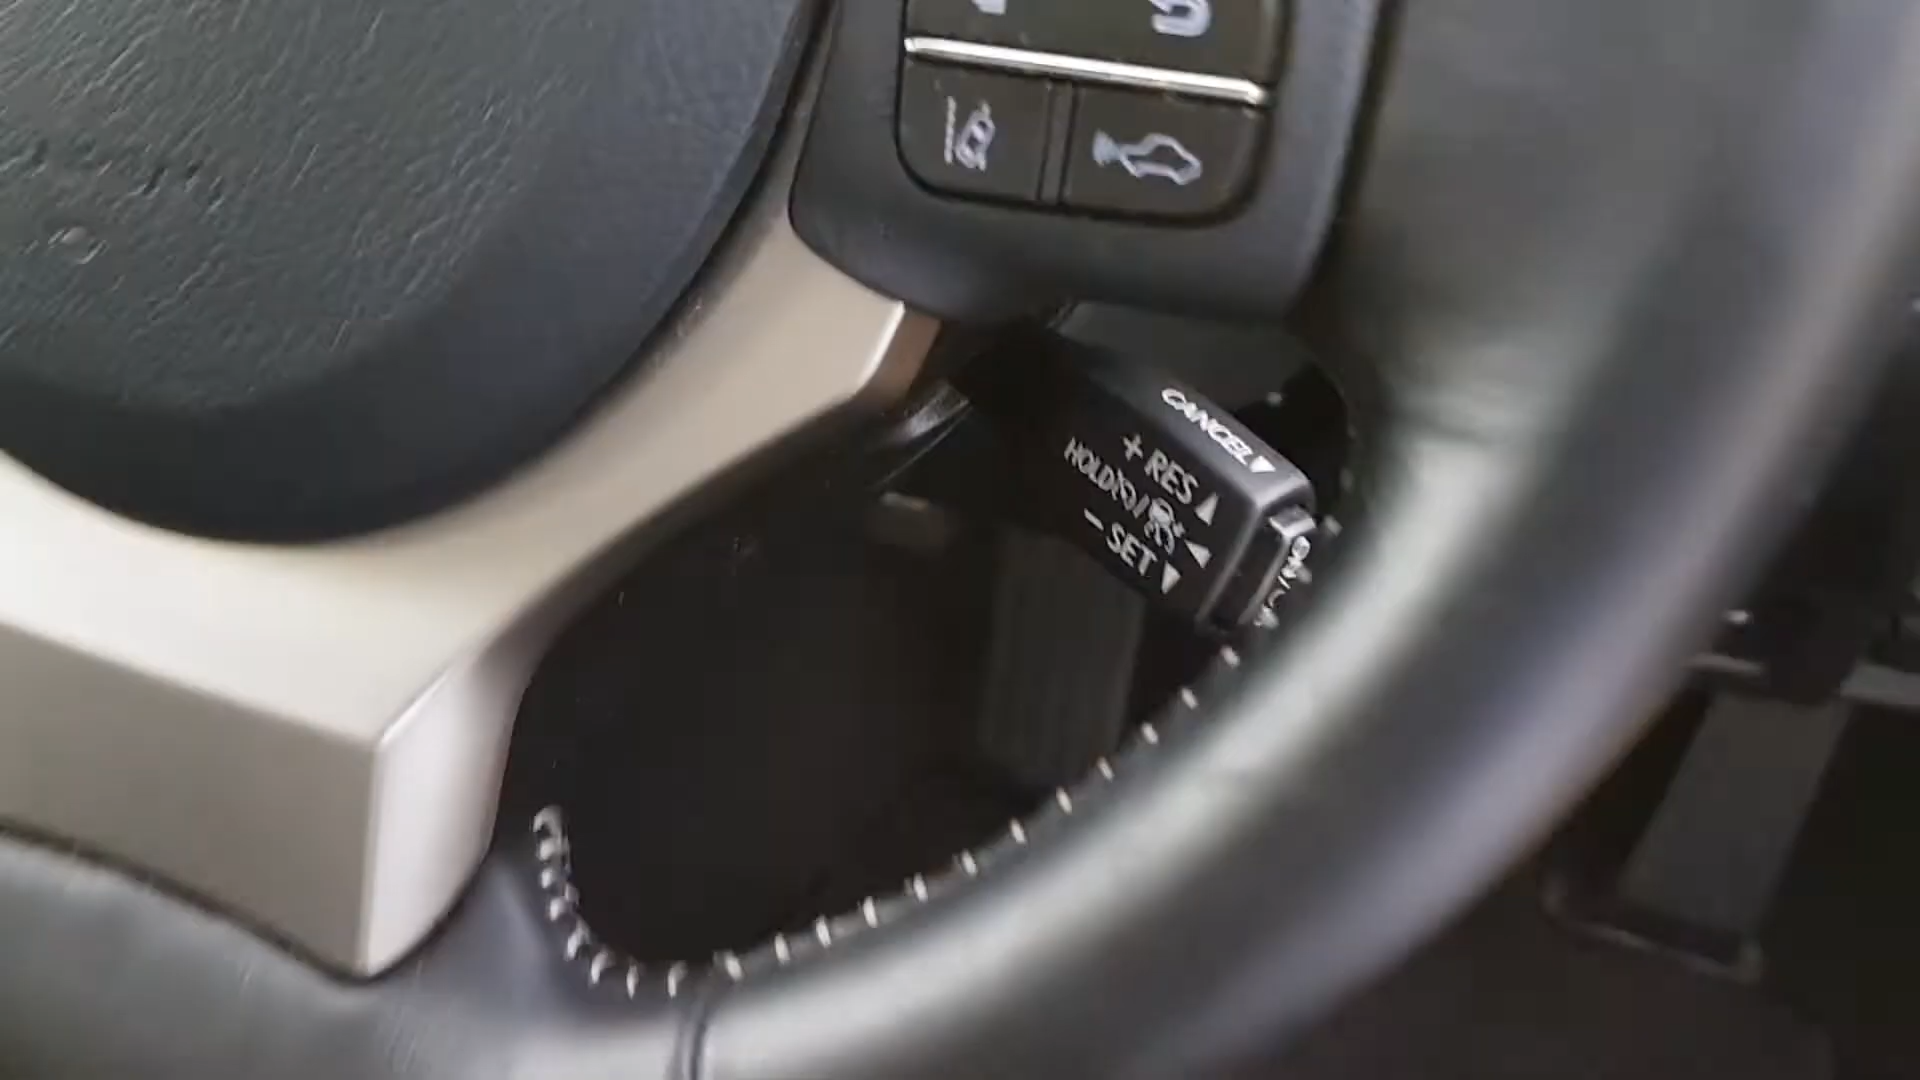 CANCEL▼
+ RES▲
HOLD
- SET▼